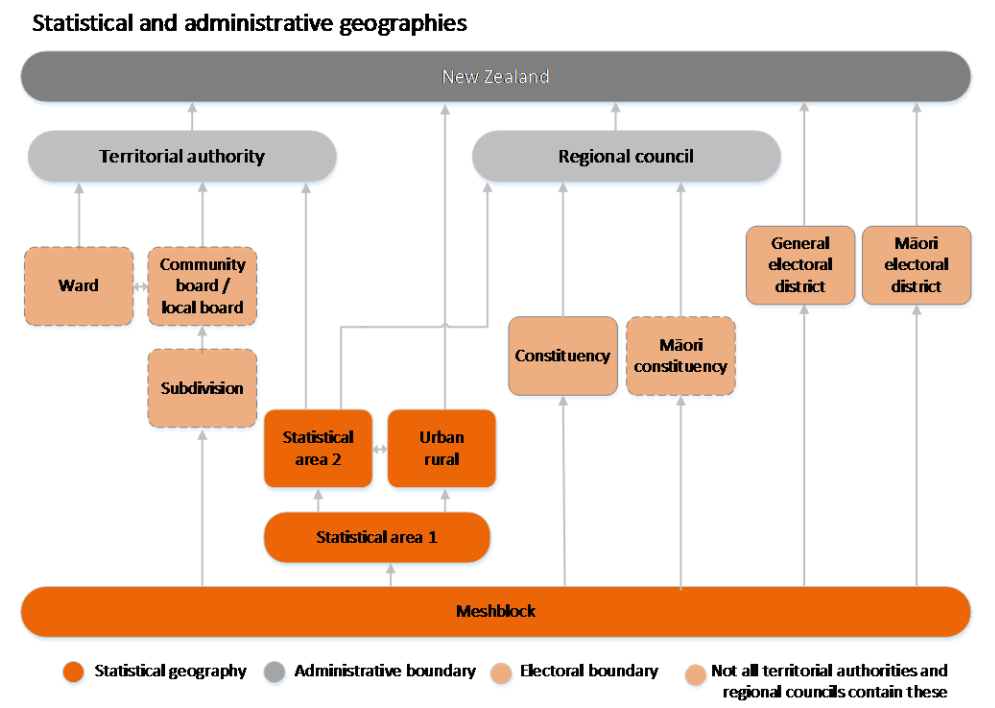 Statistical and administrative geographies
New Zealand
Territorial authority
Regional council
Ward
Community
board /
local board
General
electoral
district
Māori
electoral
district
Constituency
Māori
constituency
Subdivision
Statistical
area 2
Urban
rural
Statistical area 1
Meshblock
Statistical geography
Administrative boundary
Electoral boundary
Not all territorial authorities and
regional councils contain these